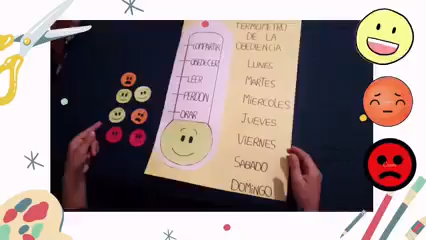 TERMOMETRO
DE LA
OBEDIENCIA
COMPARTIR
OBEDECER
LEER
PERDON
ORAR
LUNES
MARTES
MIERCOLES
JUEVES
VIERNES
SABADO
DOMINGO